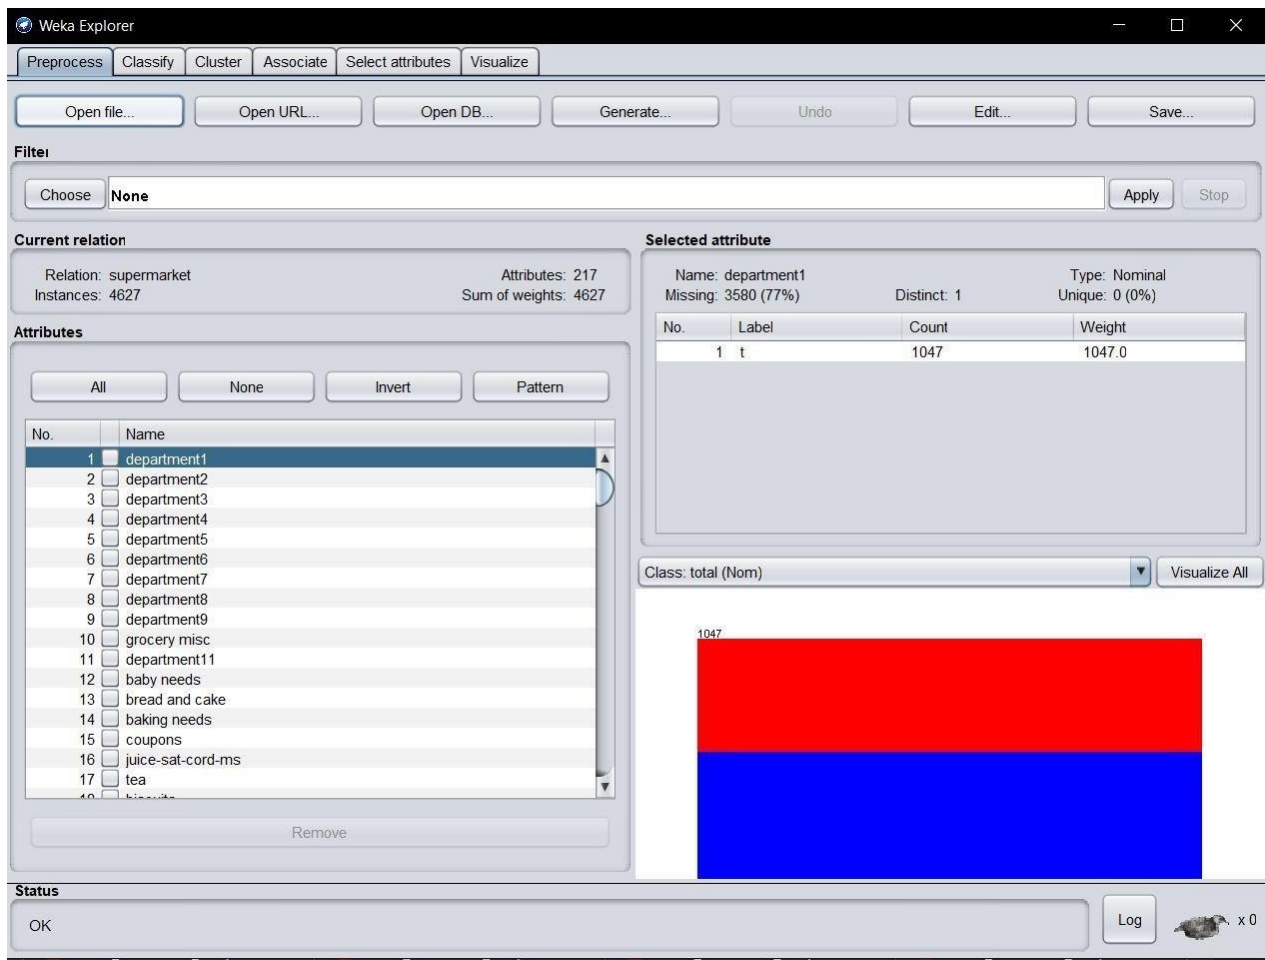 Weka Explorer
Preprocess Classify Cluster Associate Select attributes Visualize
Open file... Open URL... Open DB... Generate... Undo Edit... Save...
Filter
Choose None Apply Stop
Current relation
Relation: supermarket Attributes: 217
Instances: 4627 Sum of weights: 4627
Selected attribute
Name: department1 Type: Nominal
Missing: 3580 (77%) Distinct: 1 Unique: 0 (0%)
No. Label Count Weight
1 t 1047 1047.0
Attributes
All None Invert Pattern
No. Name
1 department1
2 department2
3 department3
4 department4
5 department5
6 department6
7 department7
8 department8
9 department9
10 grocery misc
11 department11
12 baby needs
13 bread and cake
14 baking needs
15 coupons
16 juice-sat-cord-ms
17 tea
18 biscuits
Remove
Class: total (Nom) Visualize All
1047
Status
OK
Log x 0